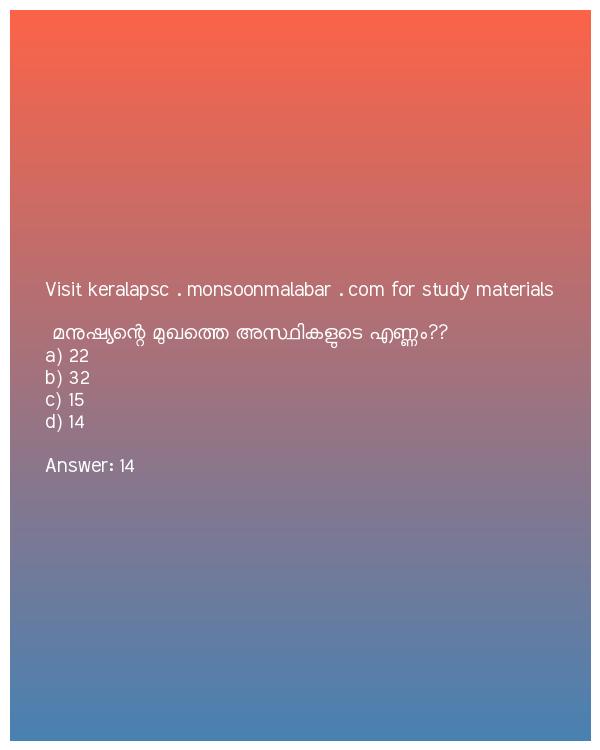 Visit keralapsc . monsoonmalabar . com for study materials
മനുഷ്യന്റെ മുഖത്തെ അസ്ഥികളുടെ എണ്ണം??
a) 22
b) 32
c) 15
d) 14
Answer: 14